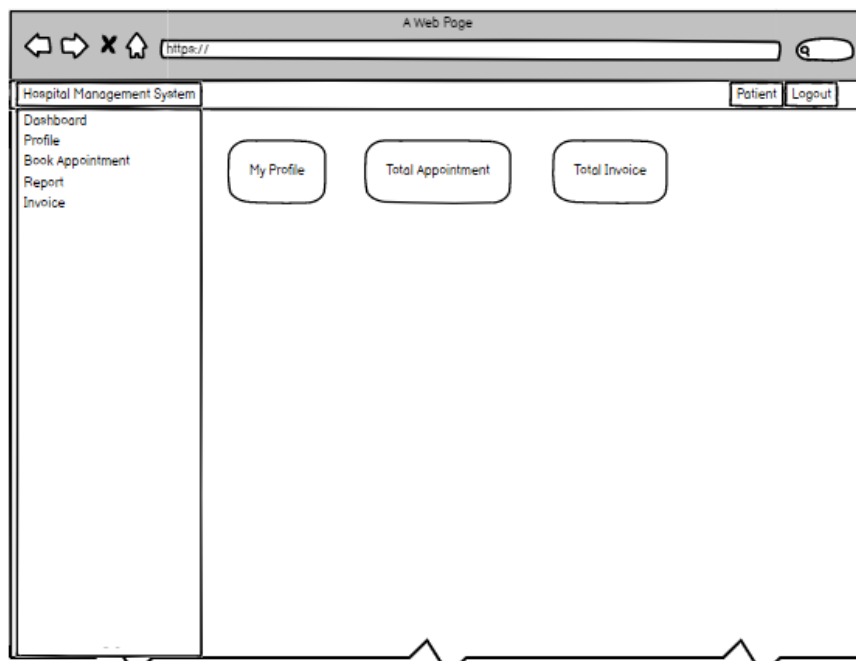 A Web Page
https://
Hospital Management System
Patient
Logout
Dashboard
Profile
Book Appointment
Report
Invoice
My Profile
Total Appointment
Total Invoice